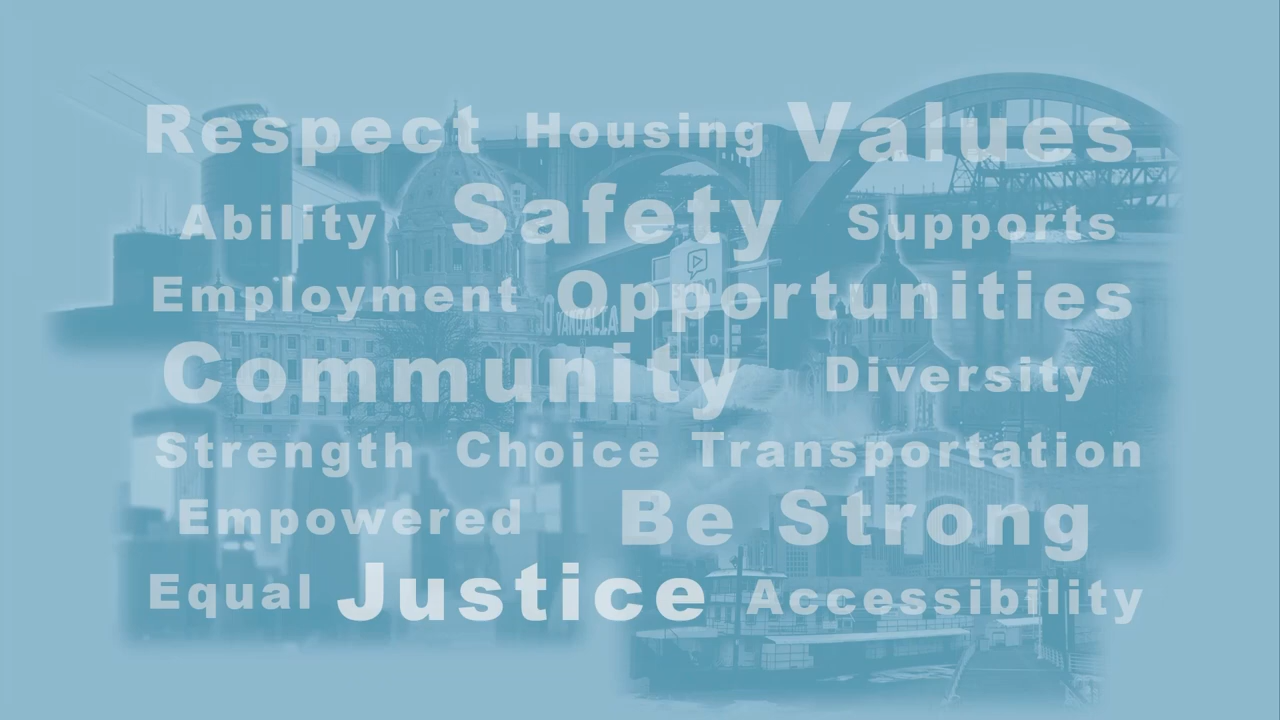 Respect Housing Values
Ability Safety Supports
Employment Opportunities
VANDALIA
Community Diversity
Strength Choice Transportation
Empowered Be Strong
Equal Justice Accessibility